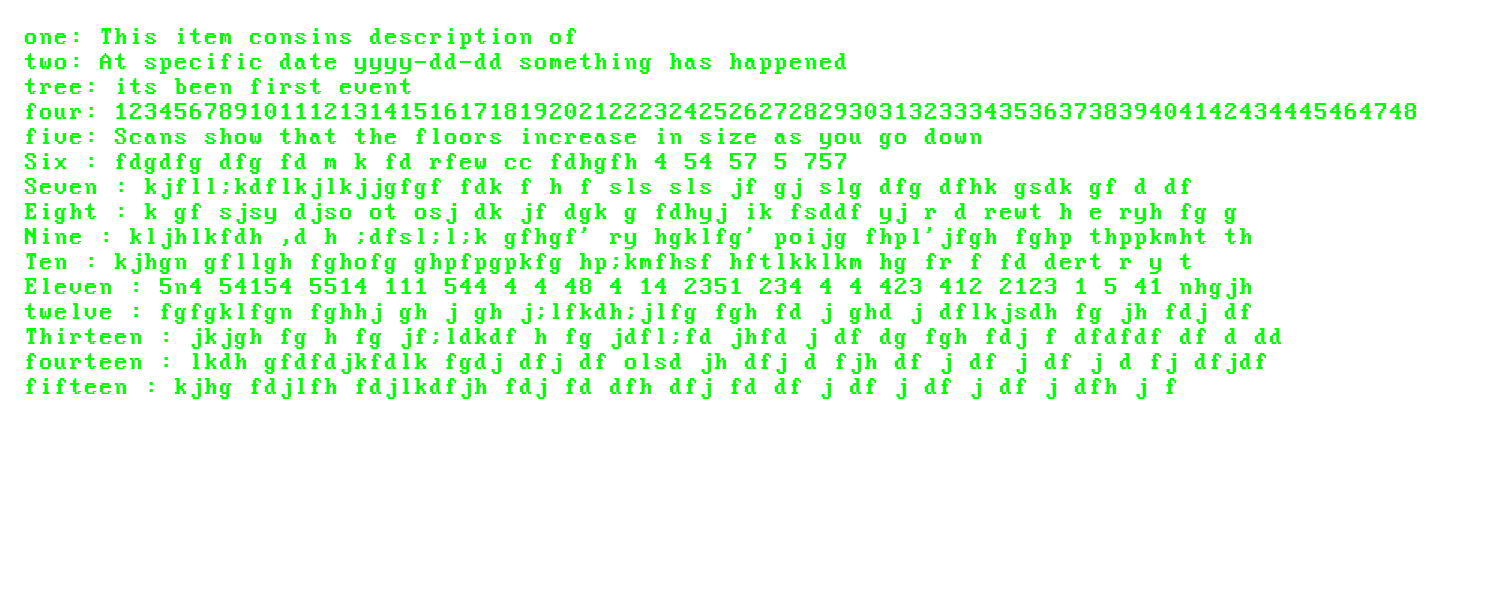 one: This item consins description of
two: At specific date yyyy-dd-dd something has happened
tree: its been first event
four: 123456789101112131415161718192021222324252627282930313233343536373839404142434445464748
five: Scans show that the floors increase in size as you go down
Six : fdgdfg dfg fd m k fd rfew cc fdhgfh 4 54 57 5 757
Seven : kjfll;kdflkjlkjjgfgf fdk f h f sls sls jf gj slg dfg dfhk gsdk gf d df
Eight : k gf sjsy djso ot osj dk jf dgk g fdhyj ik fsddf yj r d rewt h e ryh fg g
Nine : kljhlkfdh ,d h ;dfsl;l;k gfhgf' ry hgklfg' poijg fhpl'jfgh fghp thppkmht th
Ten : kjhgn gfllgh fghofg ghpfpgpkfg hp;kmfhsf hftlkklkm hg fr f fd dert r y t
Eleven : 5n4 54154 5514 111 544 4 4 48 4 14 2351 234 4 4 423 412 2123 1 5 41 nhgjh
twelve : fgfgklfgn fghhj gh j gh j;lfkdh;jlfg fgh fd j ghd j dflkjsdh fg jh fdj df
Thirteen : jkjgh fg h fg jf;ldkdf h fg jdfl;fd jhfd j df dg fgh fdj f dfdfdf df d dd
fourteen : lkdh gfdfdjkfdlk fgdj dfj df olsd jh dfj d fjh df j df j df j d fj dfjdf
fifteen : kjhg fdjlfh fdjlkdfjh fdj fd dfh dfj fd df j df j df j df j dfh j f